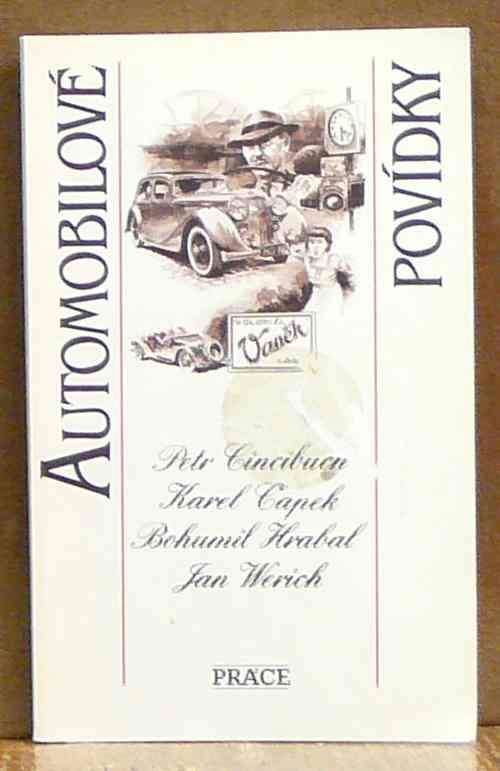 AUTOMOBILOVÉ
POVÍDKY
Vaněk
Petr Cincibuch
Karel Čapek
Bohumil Hrabal
Jan Werich
PRÁCE